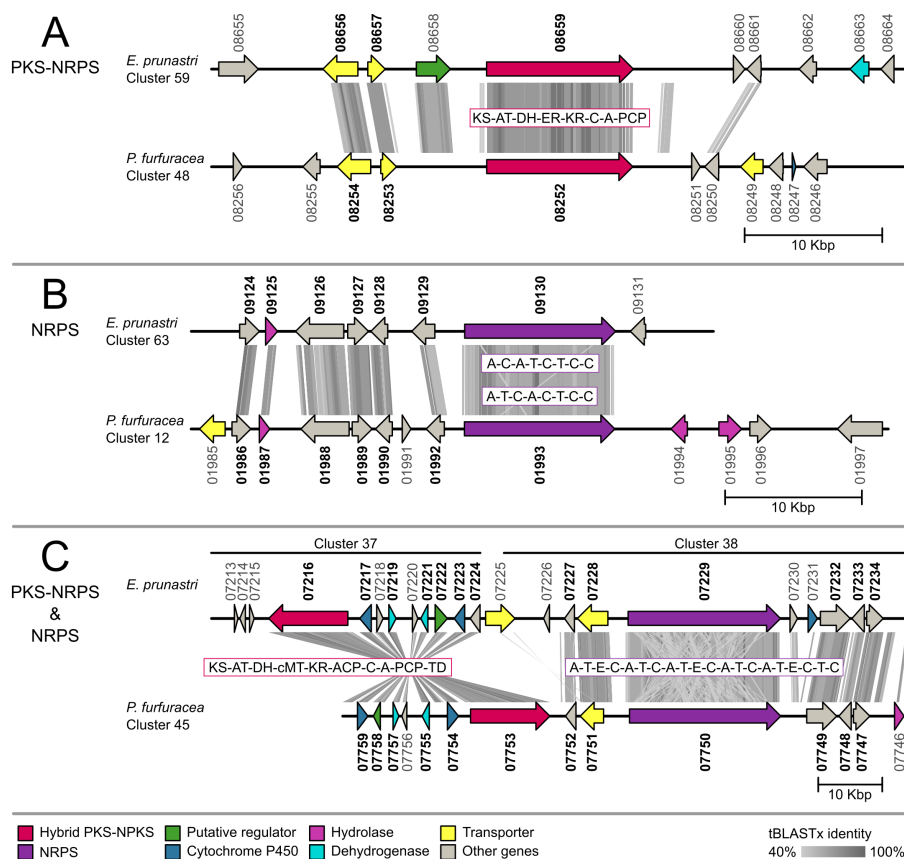 A
PKS-NRPS
E. prunastri
Cluster 59
08655
08656
08657
08658
08659
08660
08661
08662
08663
08664
KS-AT-DH-ER-KR-C-A-PCP
P. furfuracea
Cluster 48
08256
08255
08254
08253
08252
08251
08250
08249
08248
08247
08246
10 Kbp
B
NRPS
E. prunastri
Cluster 63
09124
09125
09126
09127
09128
09129
09130
09131
A-C-A-T-C-T-C-C
A-T-C-A-C-T-C-C
P. furfuracea
Cluster 12
01985
01986
01987
01988
01989
01990
01991
01992
01993
01994
01995
01996
01997
10 Kbp
C
PKS-NRPS
&
NRPS
Cluster 37
Cluster 38
E. prunastri
07213
07214
07215
07216
07217
07218
07219
07220
07221
07222
07223
07224
07225
07226
07227
07228
07229
07230
07231
07232
07233
07234
KS-AT-DH-cMT-KR-ACP-C-A-PCP-TD
A-T-E-C-A-T-C-A-T-E-C-A-T-C-A-T-E-C-T-C
P. furfuracea
Cluster 45
07759
07758
07757
07756
07755
07754
07753
07752
07751
07750
07749
07748
07747
07746
10 Kbp
Hybrid PKS-NPKS
NRPS
Putative regulator
Cytochrome P450
Hydrolase
Dehydrogenase
Transporter
Other genes
tBLASTx identity
40% 100%